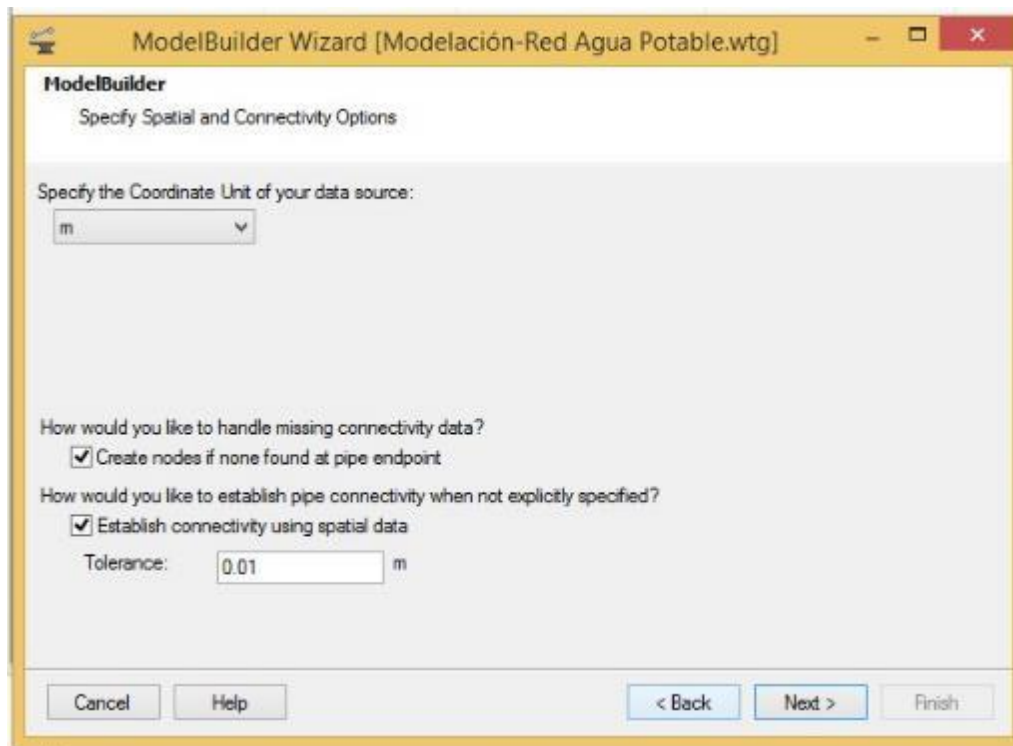 ModelBuilder Wizard [Modelación-Red Agua Potable.wtg]
ModelBuilder
Specify Spatial and Connectivity Options
Specify the Coordinate Unit of your data source:
m
How would you like to handle missing connectivity data?
Create nodes if none found at pipe endpoint
How would you like to establish pipe connectivity when not explicitly specified?
Establish connectivity using spatial data
Tolerance: 0.01 m
Cancel Help < Back Next > Finish